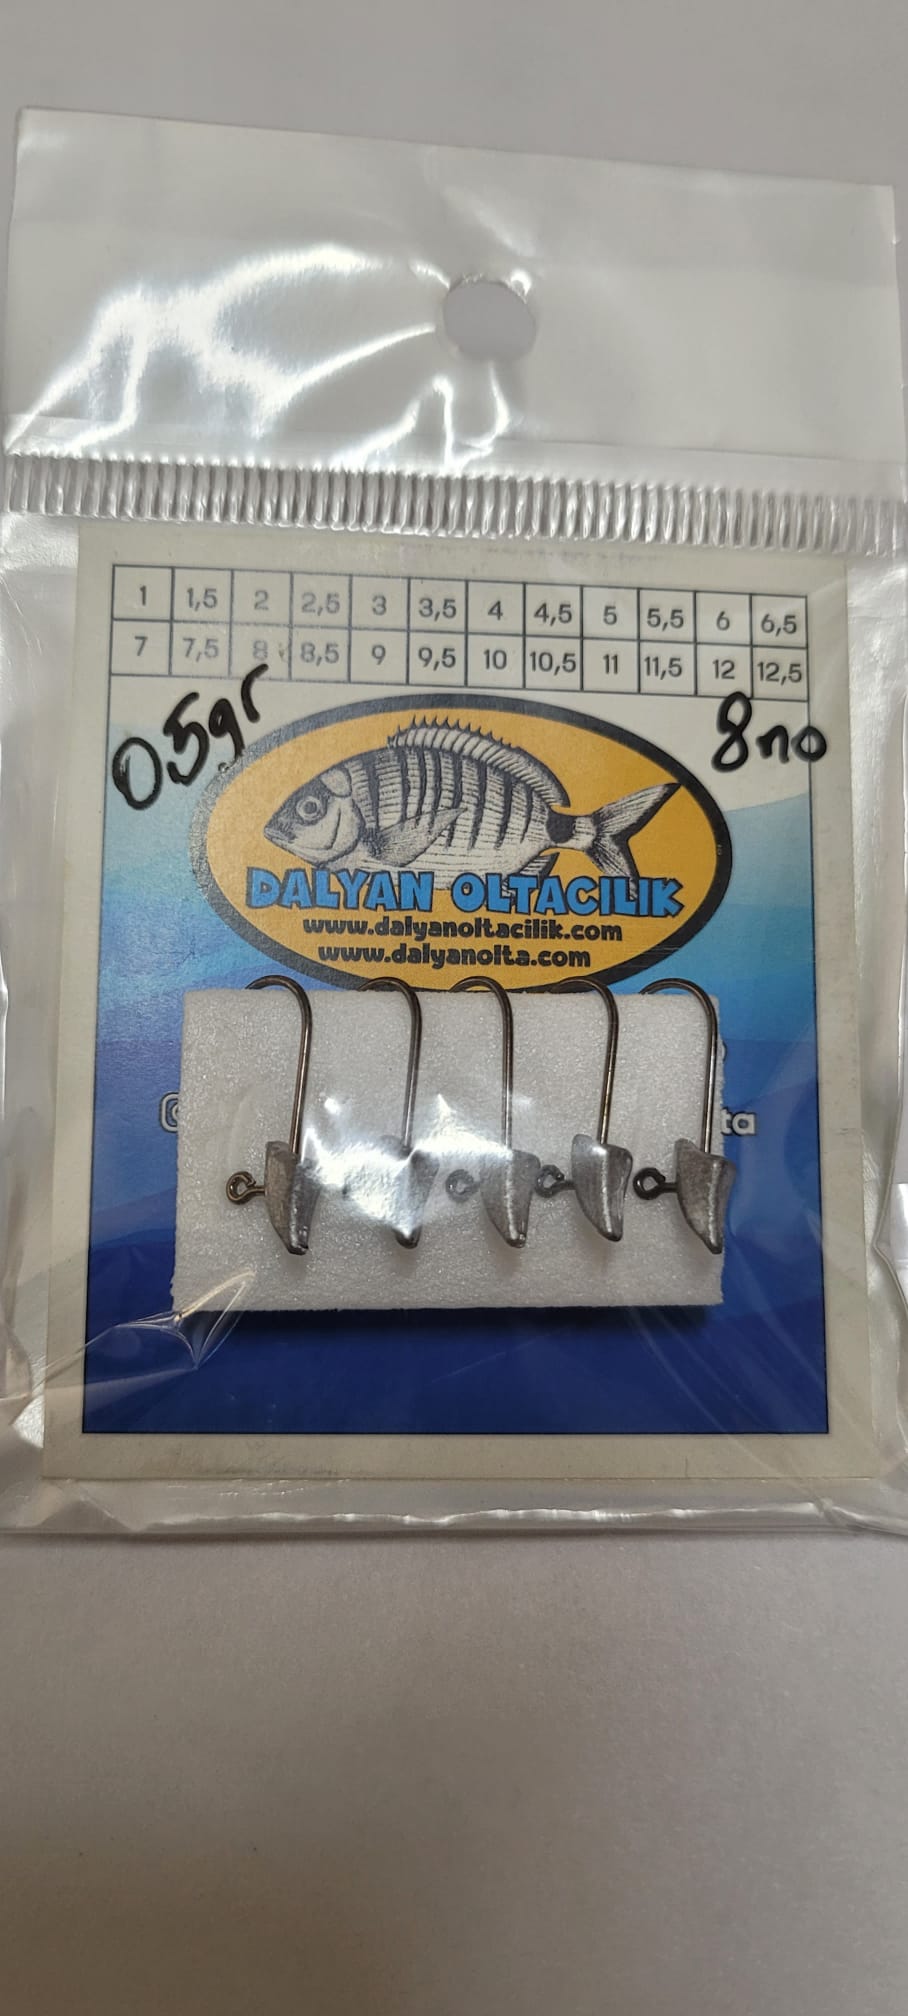 1 1,5 2 2,5 3 3,5 4 4,5 5 5,5 6 6,5
7 7,5 8 8,5 9 9,5 10 10,5 11 11,5 12 12,5
05gr
8no
DALYAN OLTACILIK
www.dalyanoltacilik.com
www.dalyanolta.com
ta